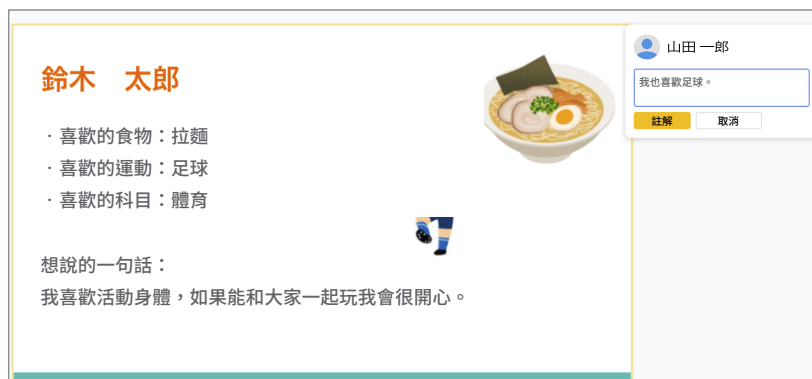 鈴木　太郎
・喜歡的食物：拉麵
・喜歡的運動：足球
・喜歡的科目：體育
想說的一句話：
我喜歡活動身體，如果能和大家一起玩我會很開心。
山田 一郎
我也喜歡足球。
註解
取消